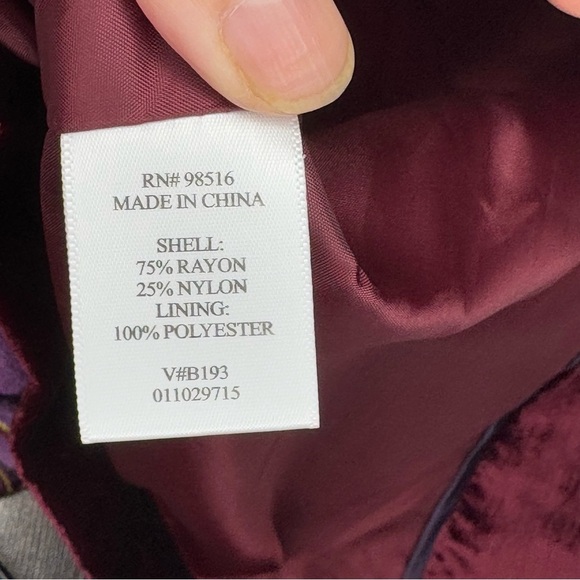 RN# 98516
MADE IN CHINA
SHELL:
75% RAYON
25% NYLON
LINING:
100% POLYESTER
V#B193
011029715